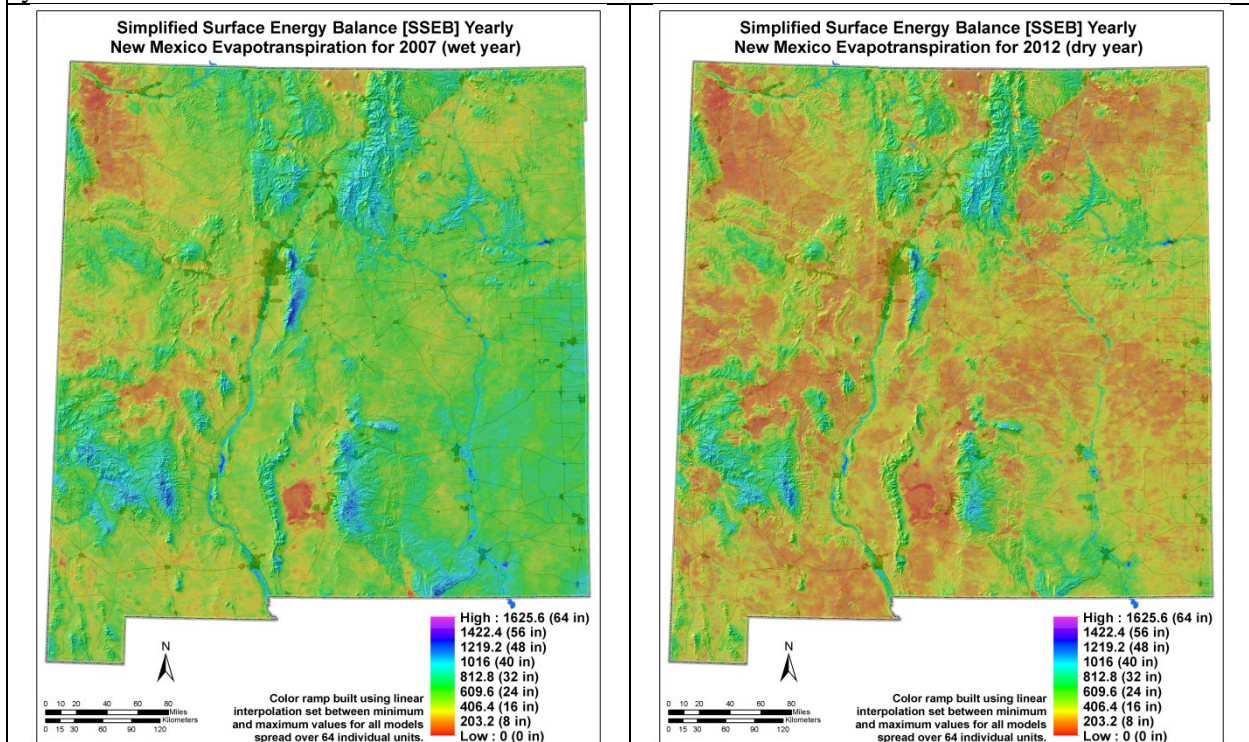 Simplified Surface Energy Balance [SSEB] Yearly
New Mexico Evapotranspiration for 2007 (wet year)
N
0 10 20 40 60 80
Miles
Kilometers
0 15 30 60 90 120
Color ramp built using linear
interpolation set between minimum
and maximum values for all models
spread over 64 individual units.
High : 1625.6 (64 in)
1422.4 (56 in)
1219.2 (48 in)
1016 (40 in)
812.8 (32 in)
609.6 (24 in)
406.4 (16 in)
203.2 (8 in)
Low : 0 (0 in)
Simplified Surface Energy Balance [SSEB] Yearly
New Mexico Evapotranspiration for 2012 (dry year)
N
0 10 20 40 60 80
Miles
Kilometers
0 15 30 60 90 120
Color ramp built using linear
interpolation set between minimum
and maximum values for all models
spread over 64 individual units.
High : 1625.6 (64 in)
1422.4 (56 in)
1219.2 (48 in)
1016 (40 in)
812.8 (32 in)
609.6 (24 in)
406.4 (16 in)
203.2 (8 in)
Low : 0 (0 in)